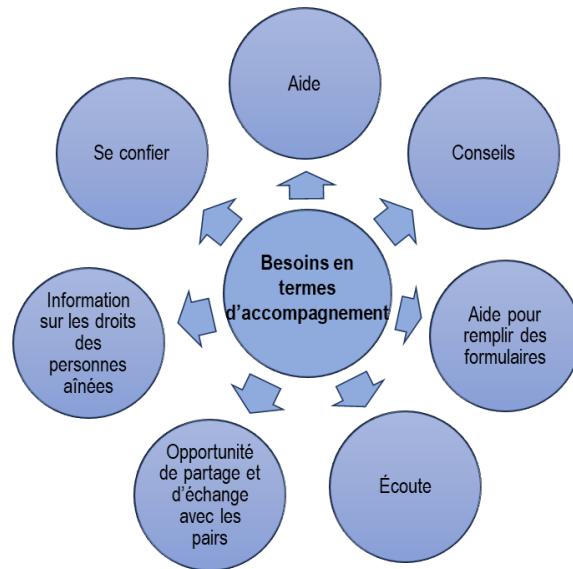 Aide
Se confier
Conseils
Besoins en
termes
d'accompagnement
Information
sur les droits
des
personnes
aînées
Aide pour
remplir des
formulaires
Opportunité
de partage et
d'échange
avec les
pairs
Écoute